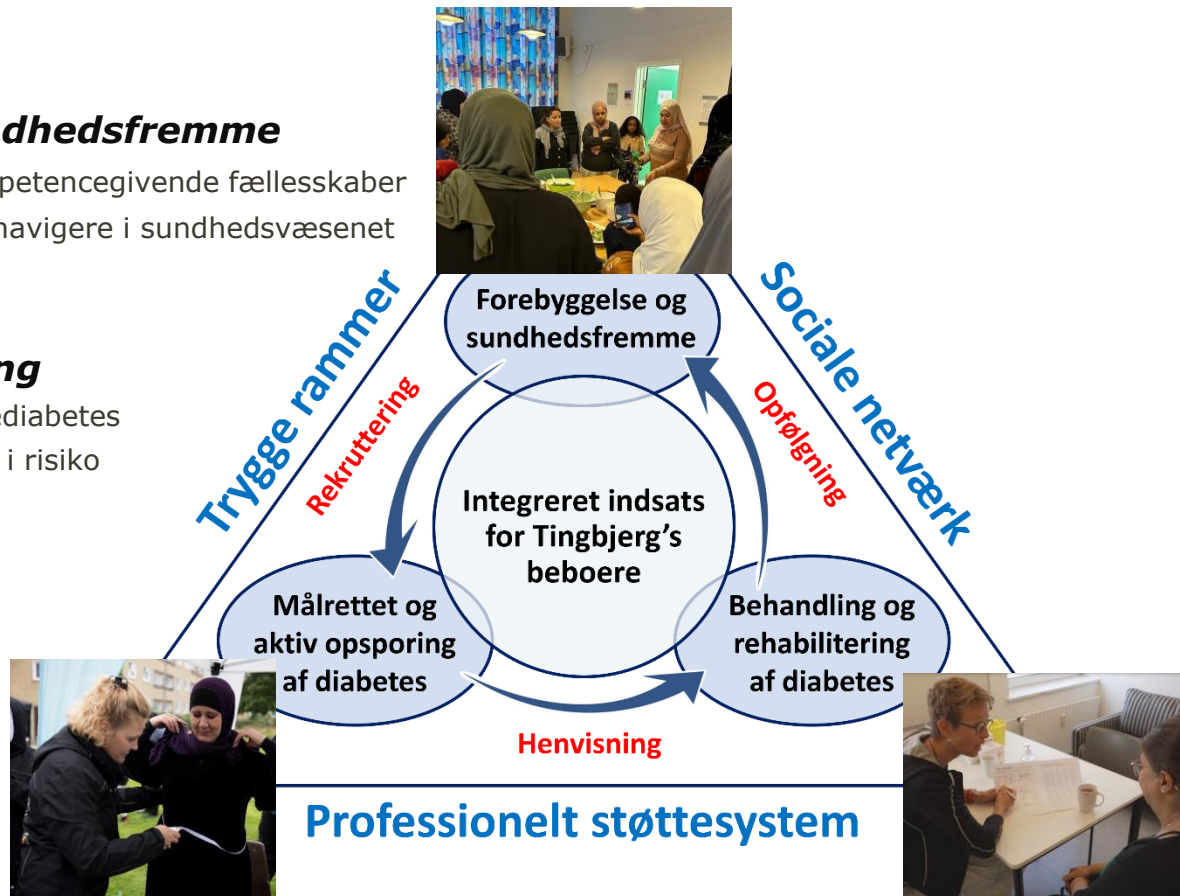 dhedsfremme
petencegivende fællesskaber
navigere i sundhedsvæsenet
ng
ediabetes
i risiko
Trygge rammer
Sociale netværk
Forebyggelse og
sundhedsfremme
Rekruttering
Opfølgning
Integreret indsats
for Tingbjerg’s
beboere
Målrettet og
aktiv opsporing
af diabetes
Behandling og
rehabilitering
af diabetes
Henvisning
Professionelt støttesystem